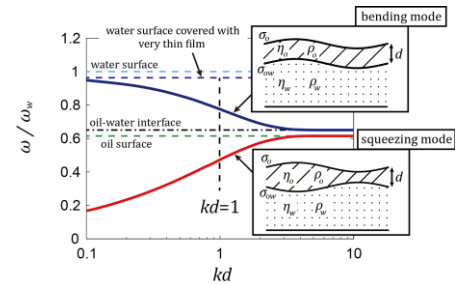 bending mode
water surface covered with
very thin film
1.2
water surface
σo
ηo ρo
d
σow
ηw ρw
1
0.8
oil-water interface
0.6
oil surface
squeezing mode
ω / ωw
σo
ηo ρo
d
σow
ηw ρw
0.4
0.2
kd=1
0
0.1
1
10
kd